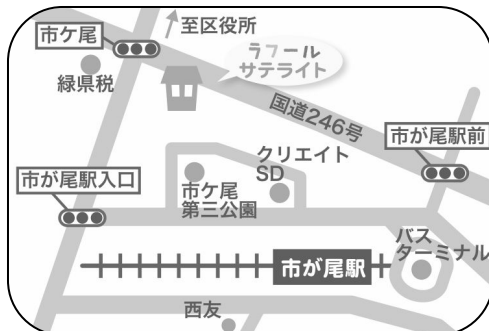 至区役所
市ケ尾
ラフール
サテライト
緑県税
国道246号
市が尾駅前
クリエイト
SD
市が尾駅入口
市ケ尾
第三公園
バス
ターミナル
市が尾駅
西友